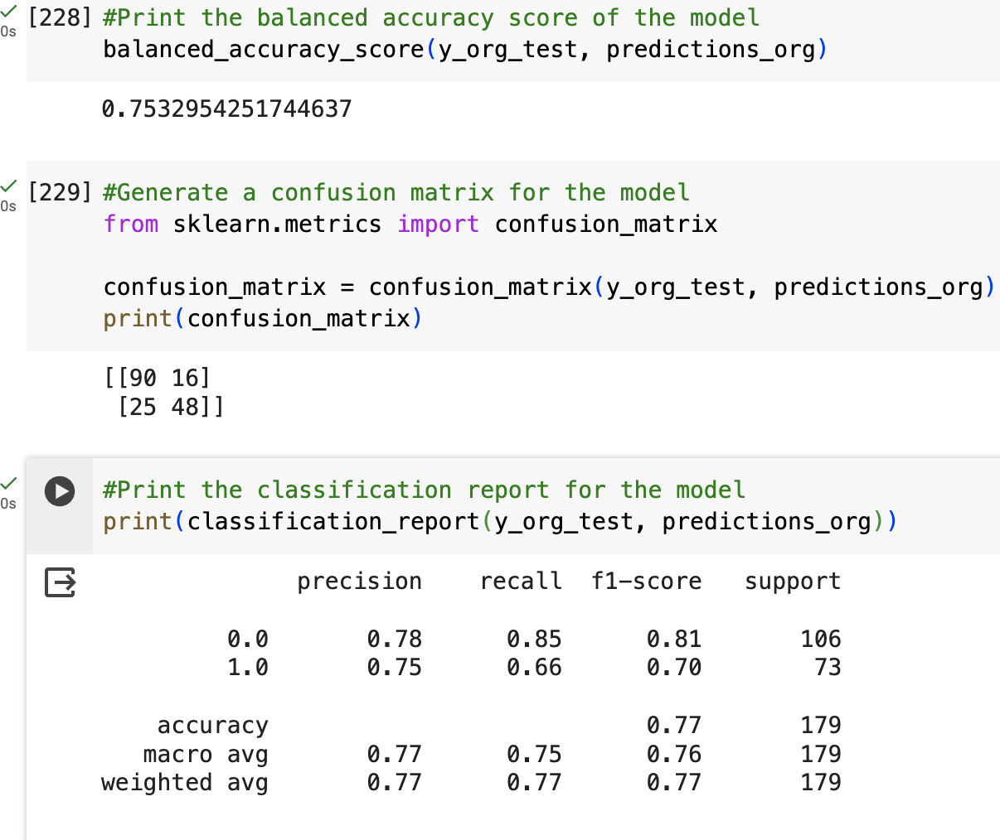 [228] #Print the balanced accuracy score of the model
0s
balanced_accuracy_score(y_org_test, predictions_org)
0.7532954251744637
[229] #Generate a confusion matrix for the model
0s
from sklearn.metrics import confusion_matrix
confusion_matrix = confusion_matrix(y_org_test, predictions_org)
print(confusion_matrix)
[[90 16]
[25 48]]
#Print the classification report for the model
0s
print(classification_report(y_org_test, predictions_org))
precision recall f1-score support
0.0 0.78 0.85 0.81 106
1.0 0.75 0.66 0.70 73
accuracy 0.77 179
macro avg 0.77 0.75 0.76 179
weighted avg 0.77 0.77 0.77 179